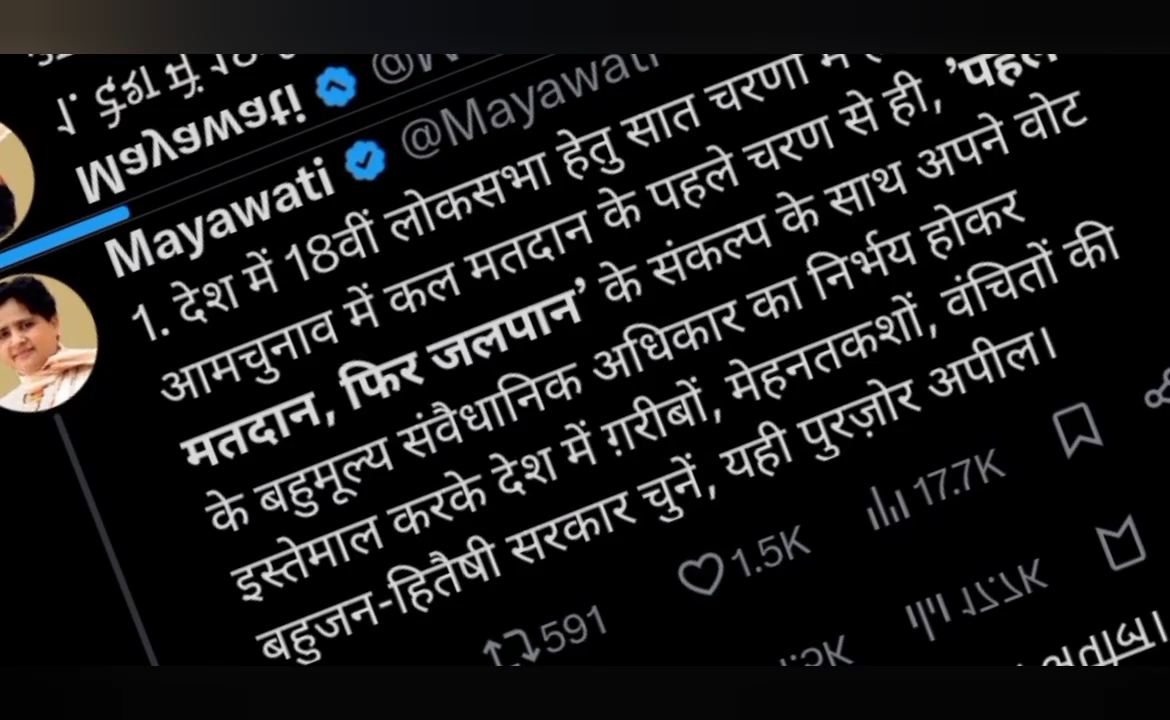 Mayawati @Mayawati
1. देश में 18वीं लोकसभा हेतु सात चरणों में
आमचुनाव में कल मतदान के पहले चरण से ही, 'पहले
मतदान, फिर जलपान' के संकल्प के साथ अपने वोट
के बहुमूल्य संवैधानिक अधिकार का निर्भय होकर
इस्तेमाल करके देश में ग़रीबों, मेहनतकशों, वंचितों की
बहुजन-हितैषी सरकार चुनें, यही पुरज़ोर अपील।
591 1.5K 17.7K